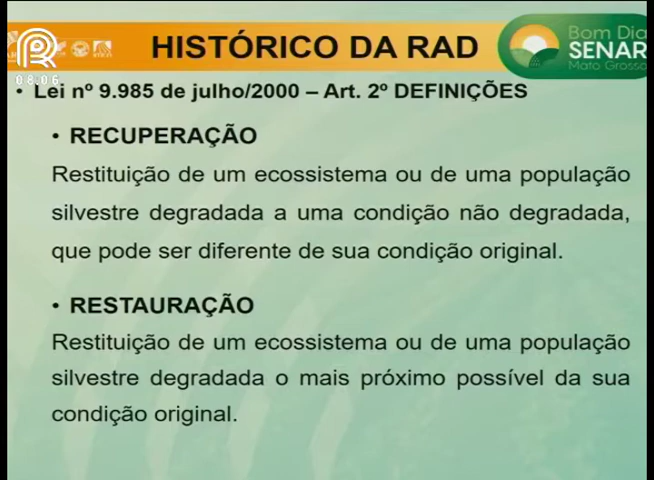 HISTÓRICO DA RAD
Bom Dia
SENAR
Mato Grosso
08:06
• Lei nº 9.985 de julho/2000 – Art. 2º DEFINIÇÕES
• RECUPERAÇÃO
Restituição de um ecossistema ou de uma população
silvestre degradada a uma condição não degradada,
que pode ser diferente de sua condição original.
• RESTAURAÇÃO
Restituição de um ecossistema ou de uma população
silvestre degradada o mais próximo possível da sua
condição original.